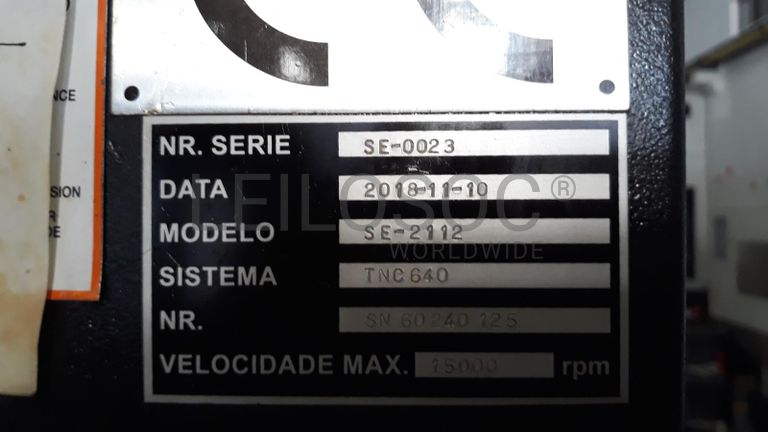 NCE
SION
R
DE
NR. SERIE SE-0023
DATA 2018-11-10
MODELO SE-2112
SISTEMA TNC640
NR. SN 60240 125
VELOCIDADE MAX. 15000 rpm
LEILOSOC®
WORLDWIDE